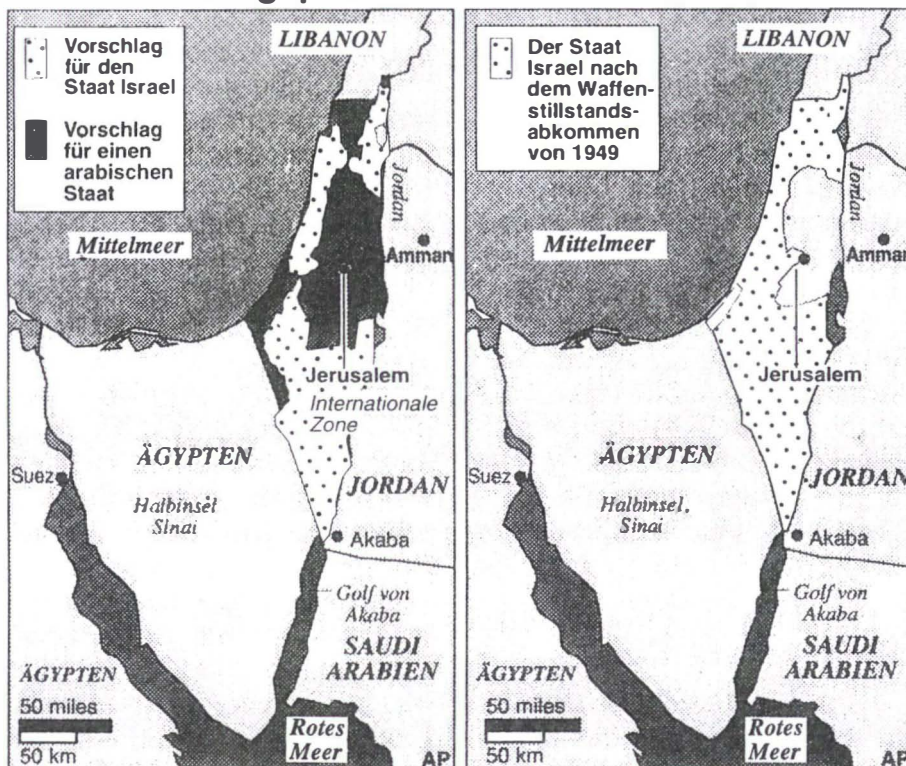 Vorschlag
für den
Staat Israel
Vorschlag
für einen
arabischen
Staat
LIBANON
Jordan
Mittelmeer
Amman
Jerusalem
Internationale
Zone
ÄGYPTEN
Suez
Halbinsel
Sinai
JORDAN
Akaba
Golf von
Akaba
SAUDI
ARABIEN
ÄGYPTEN
50 miles
50 km
Rotes
Meer
AP
Der Staat
Israel nach
dem Waffen-
stillstands-
abkommen
von 1949
LIBANON
Jordan
Mittelmeer
Amman
Jerusalem
ÄGYPTEN
Suez
Halbinsel
Sinai
JORDAN
Akaba
Golf von
Akaba
SAUDI
ARABIEN
ÄGYPTEN
50 miles
50 km
Rotes
Meer
AP